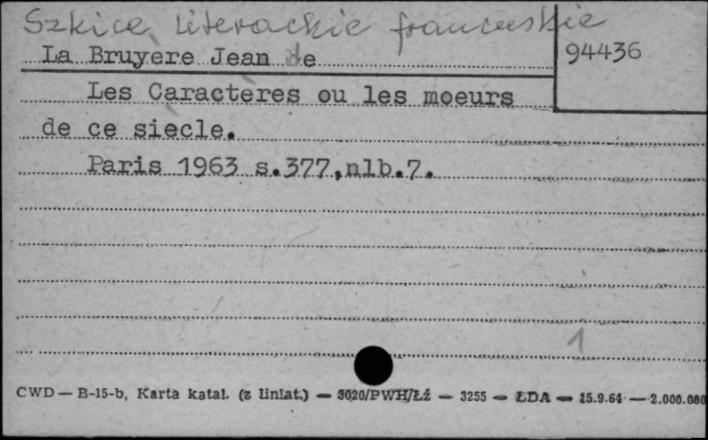 Szkice literackie francuskie
La Bruyere Jean de
94436
Les Caracteres ou les moeurs
de ce siecle.
Paris 1963 s.377,nlb.7.
1
CWD — B-15-b, Karta katal. (z liniat.) — 3020/PWH/Łź — 3255 — ŁDA — 15.9.64 — 2.000.000